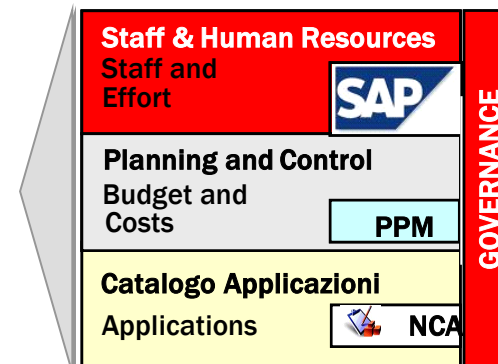 Staff & Human Resources
Staff and
Effort
SAP
Planning and Control
Budget and
Costs
PPM
Catalogo Applicazioni
Applications
NCA
GOVERNANCE